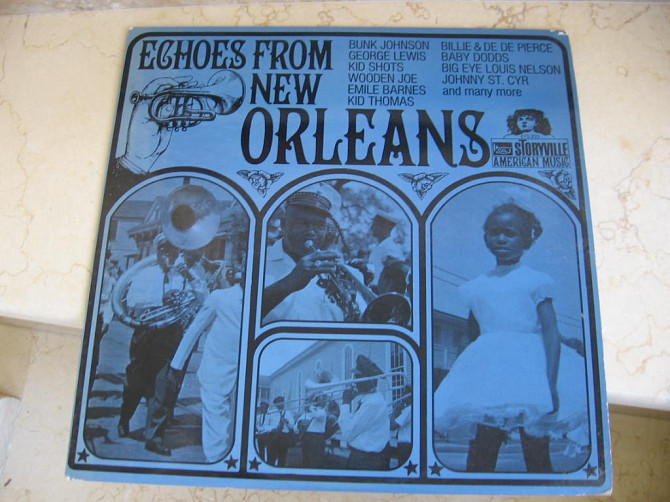 ECHOES FROM
NEW
ORLEANS
BUNK JOHNSON
GEORGE LEWIS
KID SHOTS
WOODEN JOE
EMILE BARNES
KID THOMAS
BILLIE & DE DE PIERCE
BABY DODDS
BIG EYE LOUIS NELSON
JOHNNY ST. CYR
and many more
STORYVILLE
AMERICAN MUSIC